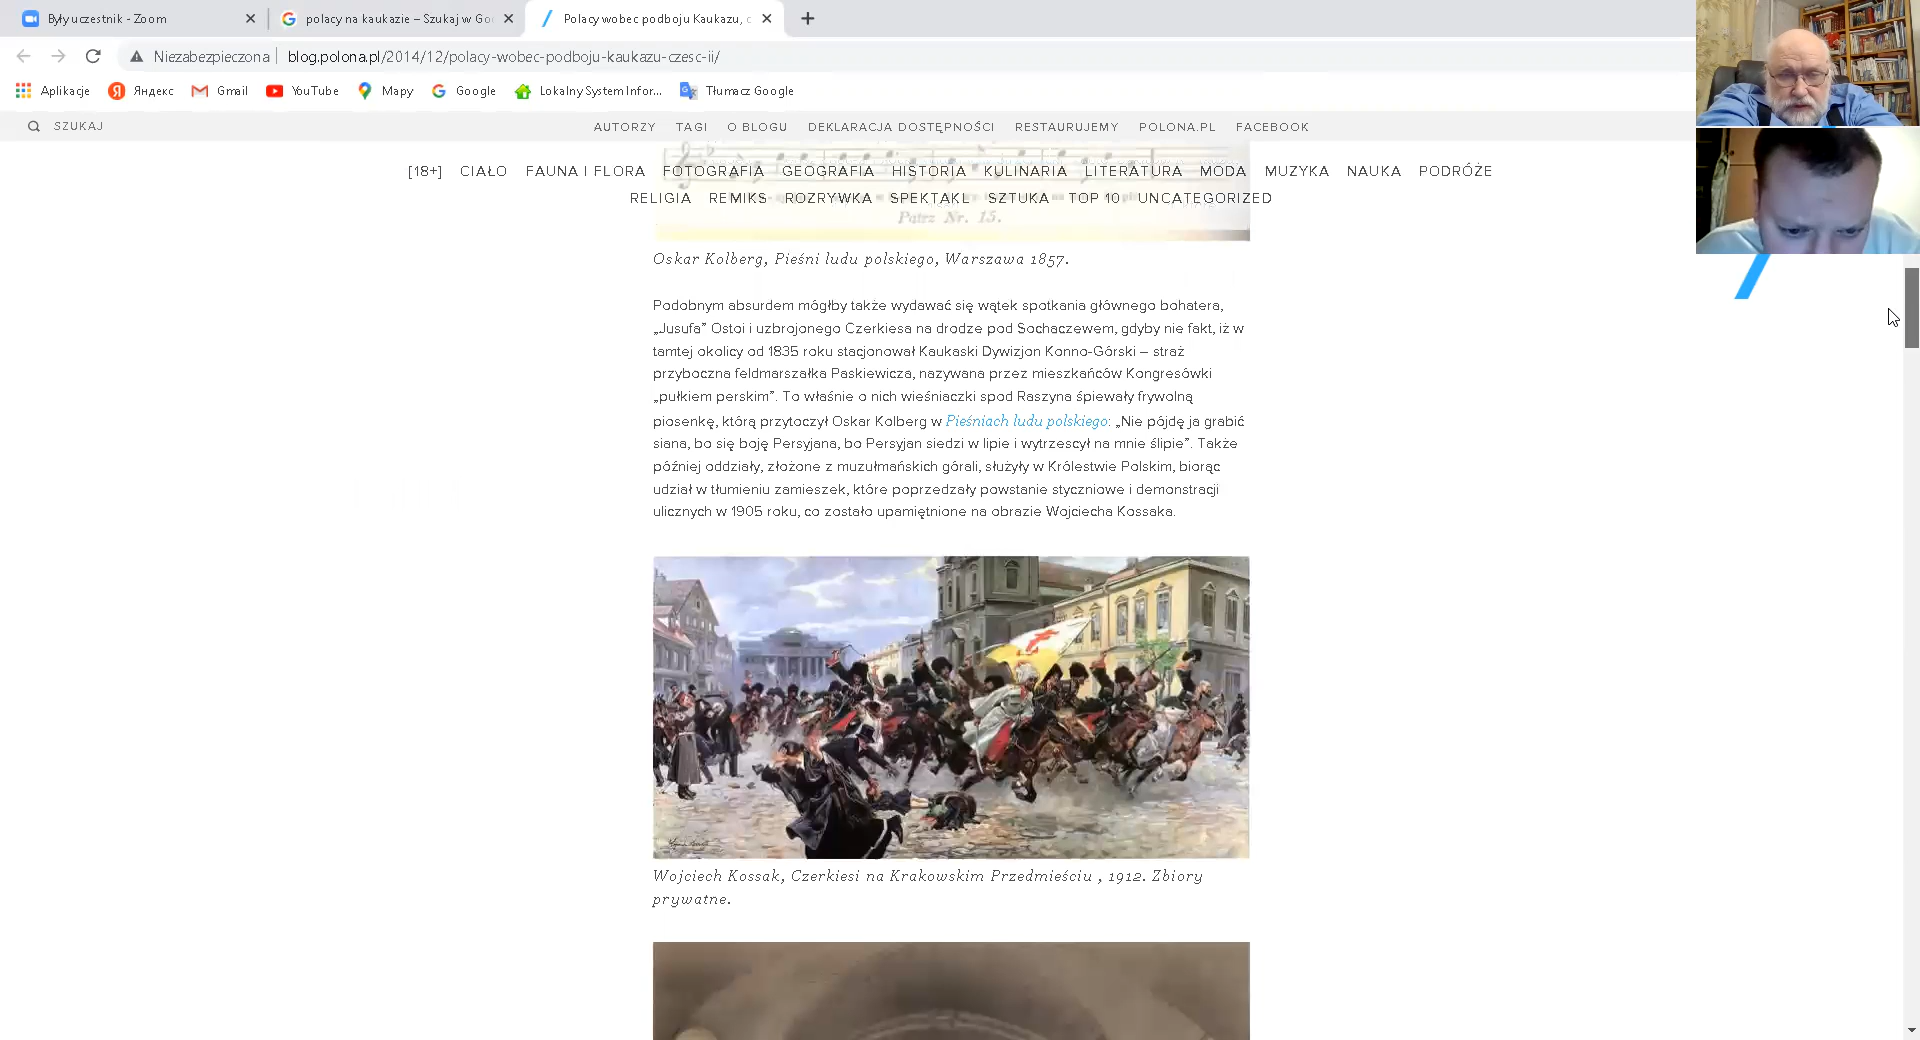 Były uczestnik - Zoom
polacy na kaukazie – Szukaj w Go
Polacy wobec podboju Kaukazu, c
Niezabezpieczona
blog.polona.pl/2014/12/polacy-wobec-podboju-kaukazu-czesc-ii/
Aplikacje
Яндекс
Gmail
YouTube
Mapy
Google
Lokalny System Infor...
Tłumacz Google
SZUKAJ
AUTORZY TAGI O BLOGU DEKLARACJA DOSTĘPNOŚCI RESTAURUJEMY POLONA.PL FACEBOOK
[18+] CIAŁO FAUNA I FLORA FOTOGRAFIA GEOGRAFIA HISTORIA KULINARIA LITERATURA MODA MUZYKA NAUKA PODRÓŻE
RELIGIA REMIKS ROZRYWKA SPEKTAKL SZTUKA TOP 10 UNCATEGORIZED
Patrz Nr. 15.
Oskar Kolberg, Pieśni ludu polskiego, Warszawa 1857.
Podobnym absurdem mógłby także wydawać się wątek spotkania głównego bohatera,
„Jusufa” Ostoi i uzbrojonego Czerkiesa na drodze pod Sochaczewem, gdyby nie fakt, iż w
tamtej okolicy od 1835 roku stacjonował Kaukaski Dywizjon Konno-Górski – straż
przyboczna feldmarszałka Paskiewicza, nazywana przez mieszkańców Kongresówki
„pułkiem perskim”. To właśnie o nich wieśniaczki spod Raszyna śpiewały frywolną
piosenkę, którą przytoczył Oskar Kolberg w Pieśniach ludu polskiego: „Nie pójdę ja grabić
siana, bo się boję Persyjana, bo Persyjan siedzi w lipie i wytrzescył na mnie ślipie”. Także
później oddziały, złożone z muzułmańskich górali, służyły w Królestwie Polskim, biorąc
udział w tłumieniu zamieszek, które poprzedzały powstanie styczniowe i demonstracji
ulicznych w 1905 roku, co zostało upamiętnione na obrazie Wojciecha Kossaka.
Wojciech Kossak, Czerkiesi na Krakowskim Przedmieściu , 1912. Zbiory
prywatne.